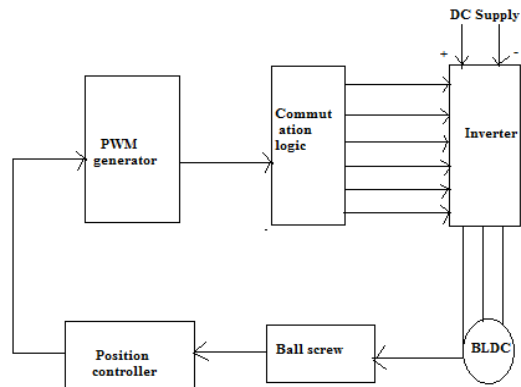 DC Supply
+ -
PWM
generator
Commut
ation
logic
Inverter
-
Position
controller
Ball screw
BLDC